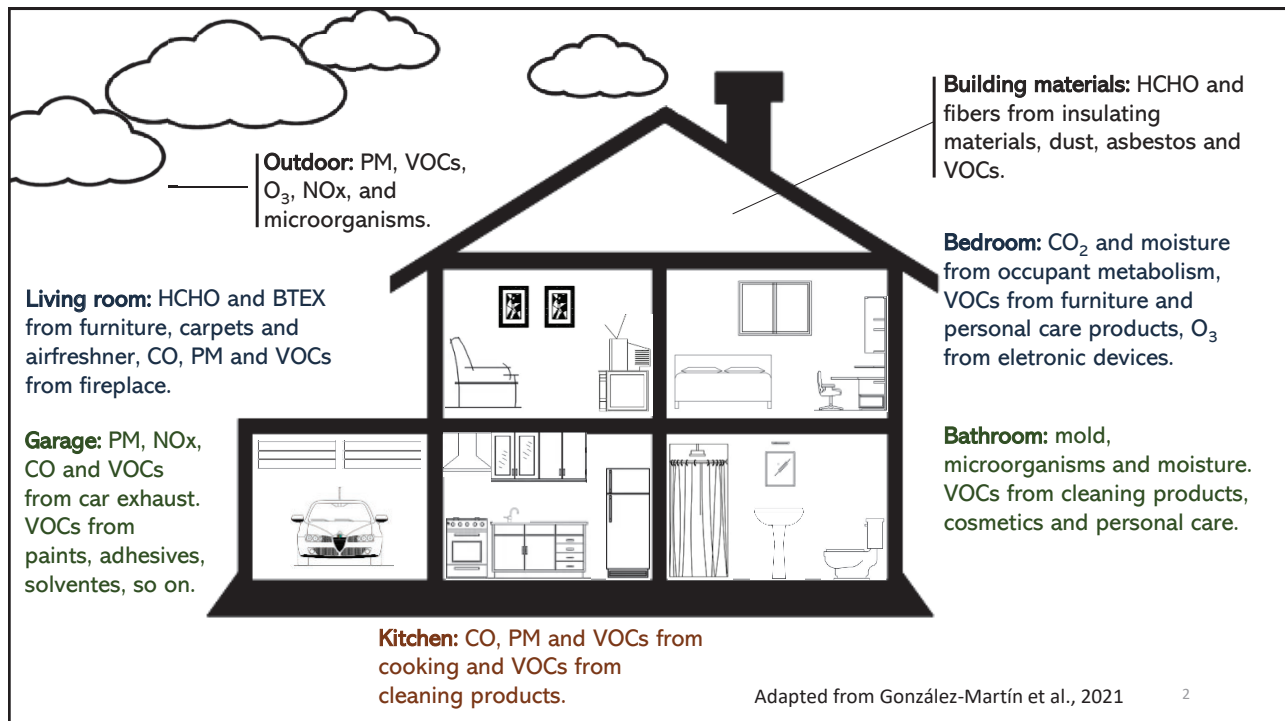 Building materials: HCHO and
fibers from insulating
materials, dust, asbestos and
VOCs.
Outdoor: PM, VOCs,
O₃, NOx, and
microorganisms.
Bedroom: CO₂ and moisture
from occupant metabolism,
VOCs from furniture and
personal care products, O₃
from eletronic devices.
Living room: HCHO and BTEX
from furniture, carpets and
airfreshner, CO, PM and VOCs
from fireplace.
Garage: PM, NOx,
CO and VOCs
from car exhaust.
VOCs from
paints, adhesives,
solventes, so on.
Bathroom: mold,
microorganisms and moisture.
VOCs from cleaning products,
cosmetics and personal care.
Kitchen: CO, PM and VOCs from
cooking and VOCs from
cleaning products.
Adapted from González-Martín et al., 2021
2